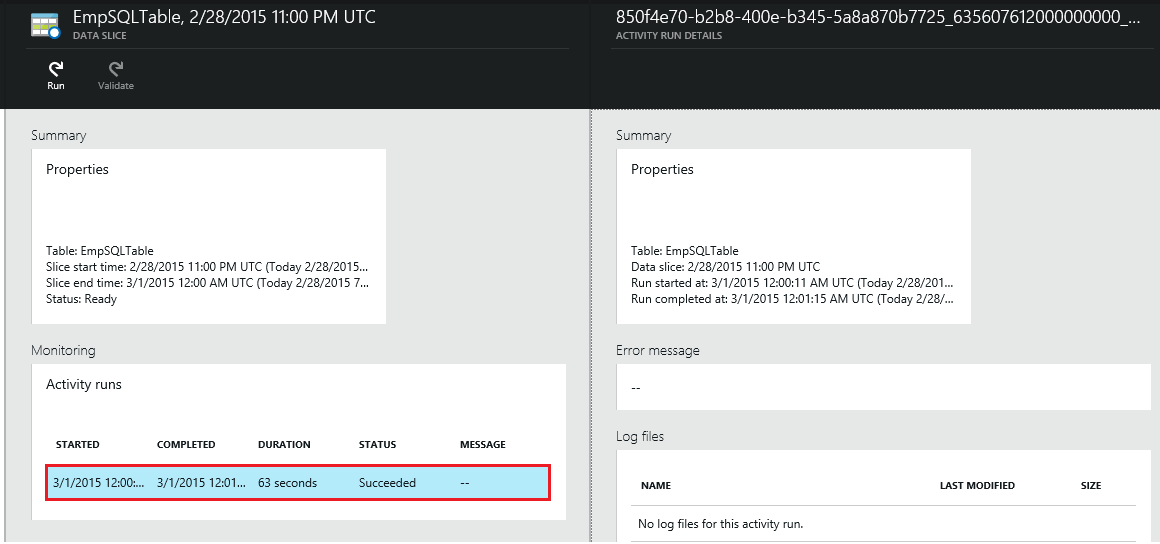 EmpSQLTable, 2/28/2015 11:00 PM UTC
DATA SLICE
Run
Validate
Summary
Properties
Table: EmpSQLTable
Slice start time: 2/28/2015 11:00 PM UTC (Today 2/28/2015...
Slice end time: 3/1/2015 12:00 AM UTC (Today 2/28/2015 7...
Status: Ready
Monitoring
Activity runs
STARTED COMPLETED DURATION STATUS MESSAGE
3/1/2015 12:00:... 3/1/2015 12:01... 63 seconds Succeeded --
850f4e70-b2b8-400e-b345-5a8a870b7725_635607612000000000_...
ACTIVITY RUN DETAILS
Summary
Properties
Table: EmpSQLTable
Data slice: 2/28/2015 11:00 PM UTC
Run started at: 3/1/2015 12:00:11 AM UTC (Today 2/28/201...
Run completed at: 3/1/2015 12:01:15 AM UTC (Today 2/28/...
Error message
--
Log files
NAME LAST MODIFIED SIZE
No log files for this activity run.